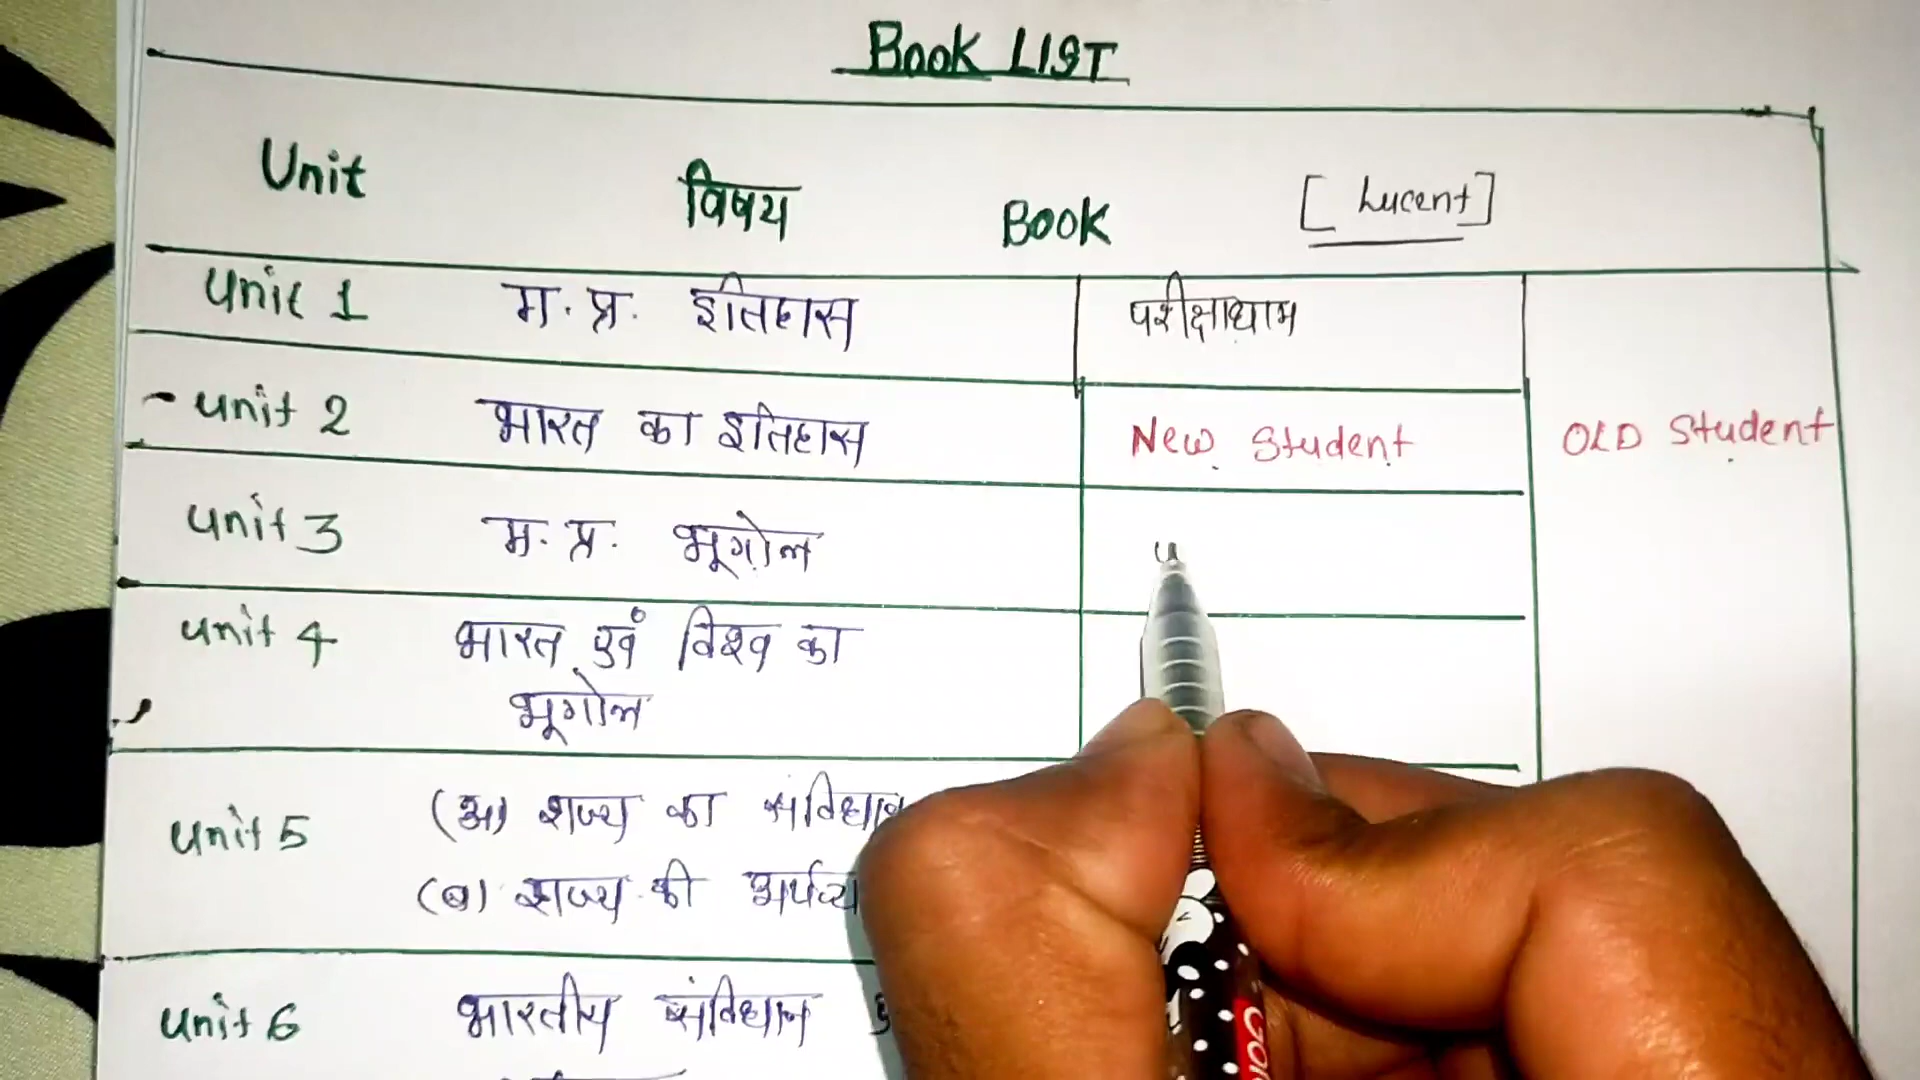 Book LIST
Unit विषय Book [Lucent]
Unit 1 म. प्र. इतिहास परीक्षाधाम
unit 2 भारत का इतिहास New Student OLD Student
unit 3 म. प्र. भूगोल
unit 4 भारत एवं विश्व का
भूगोल
unit 5 (अ) राज्य का
(ब) राज्य की
unit 6 भारतीय संविधान